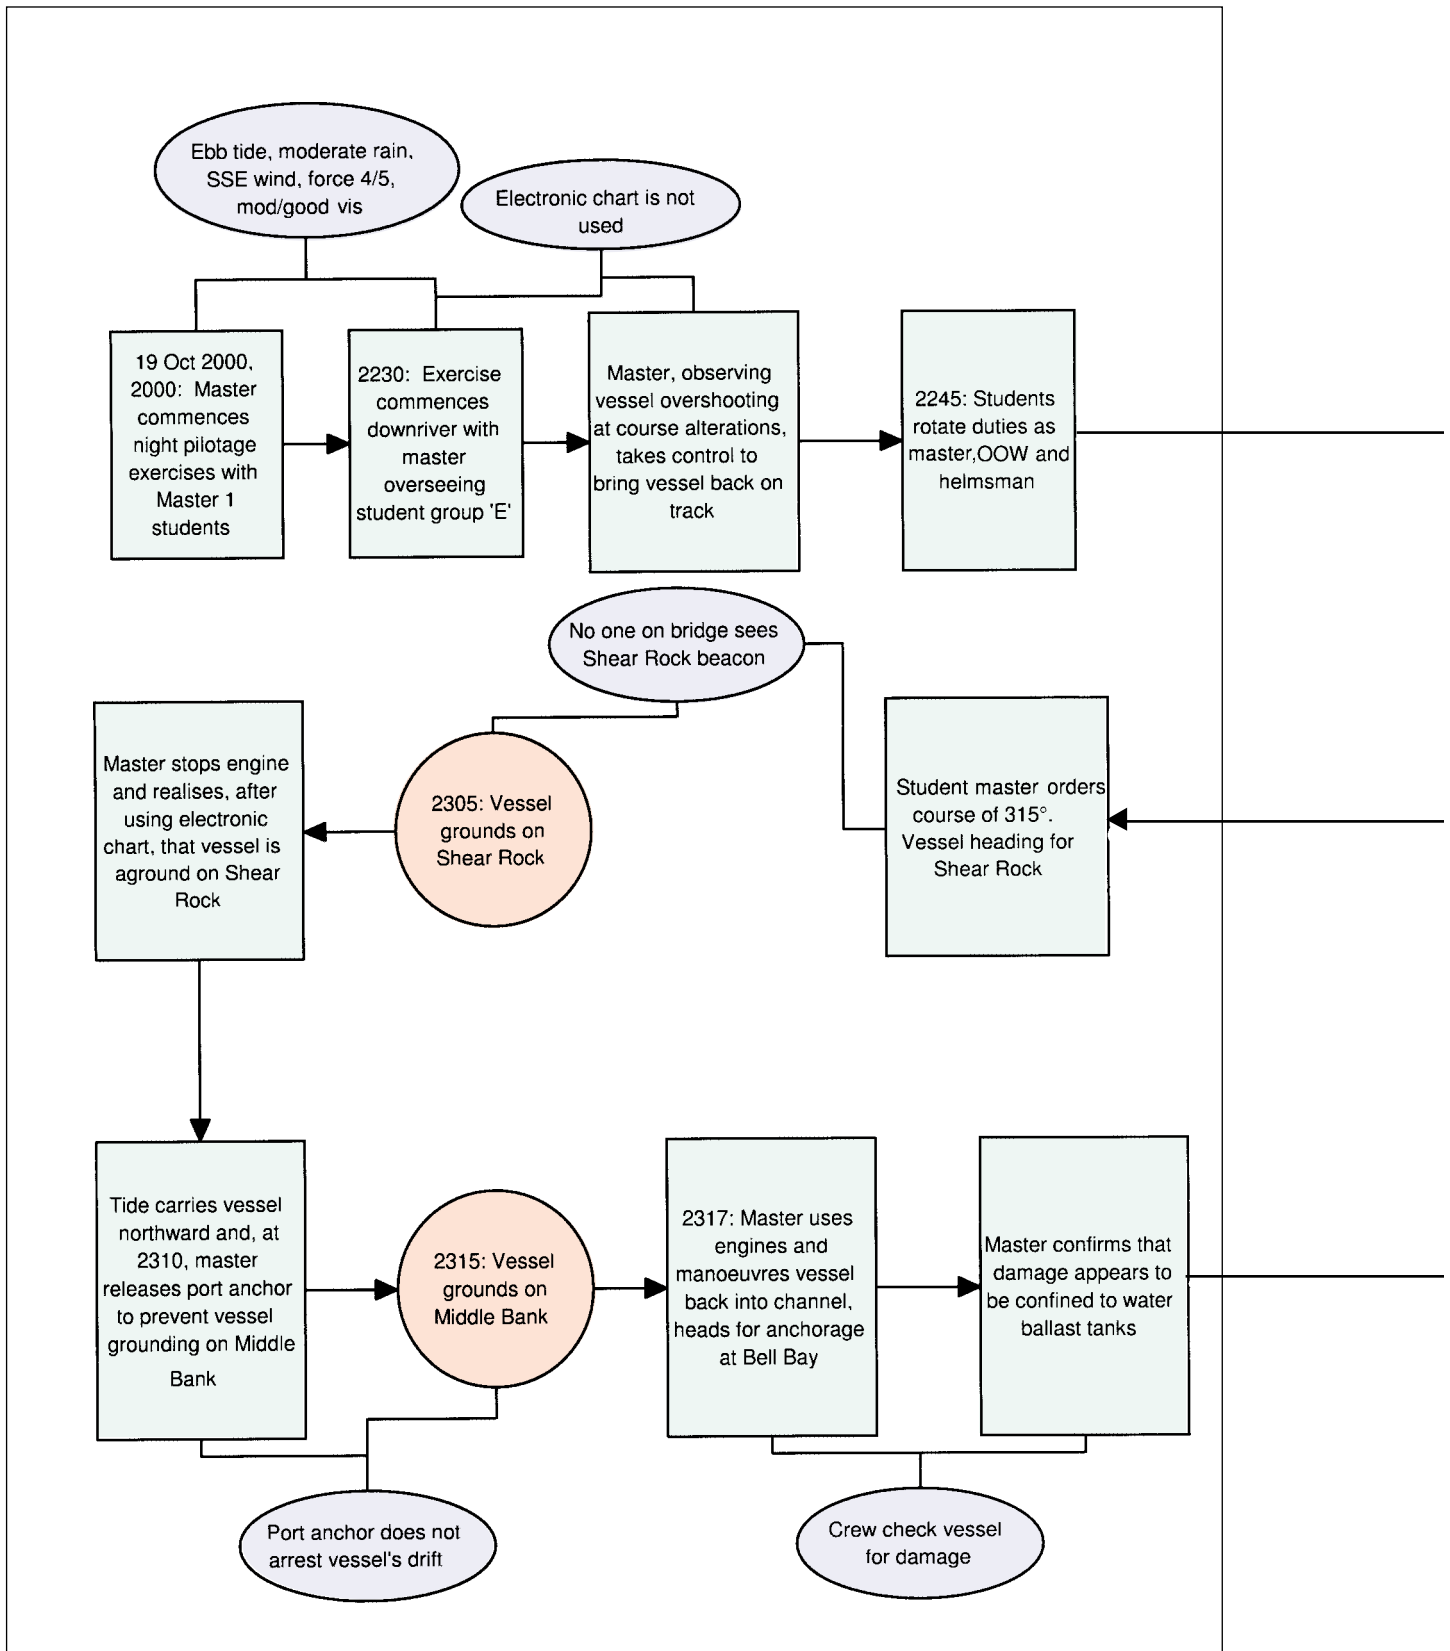 Ebb tide, moderate rain,
SSE wind, force 4/5,
mod/good vis
Electronic chart is not
used
19 Oct 2000,
2000: Master
commences
night pilotage
exercises with
Master 1
students
2230: Exercise
commences
downriver with
master
overseeing
student group 'E'
Master, observing
vessel overshooting
at course alterations,
takes control to
bring vessel back on
track
2245: Students
rotate duties as
master,OOW and
helmsman
No one on bridge sees
Shear Rock beacon
Student master orders
course of 315°.
Vessel heading for
Shear Rock
2305: Vessel
grounds on
Shear Rock
Master stops engine
and realises, after
using electronic
chart, that vessel is
aground on Shear
Rock
Tide carries vessel
northward and, at
2310, master
releases port anchor
to prevent vessel
grounding on Middle
Bank
2315: Vessel
grounds on
Middle Bank
2317: Master uses
engines and
manoeuvres vessel
back into channel,
heads for anchorage
at Bell Bay
Master confirms that
damage appears to
be confined to water
ballast tanks
Port anchor does not
arrest vessel's drift
Crew check vessel
for damage